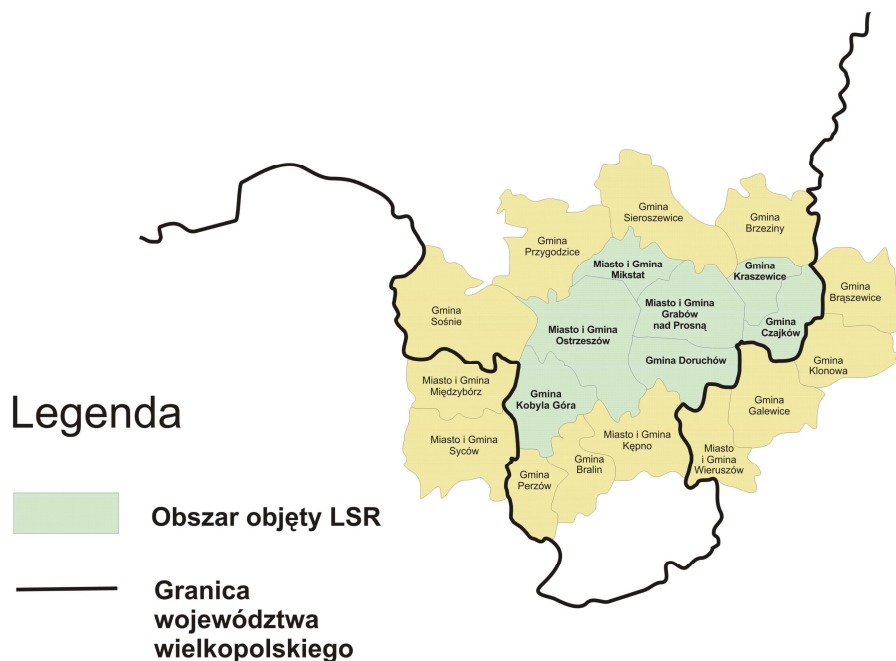 Gmina
Sieroszewice
Gmina
Brzeziny
Gmina
Przygodzice
Miasto i Gmina
Mikstat
Gmina
Kraszewice
Gmina
Brąszewice
Gmina
Sośnie
Miasto i Gmina
Grabów
nad Prosną
Miasto i Gmina
Ostrzeszów
Gmina
Czajków
Gmina Doruchów
Gmina
Klonowa
Miasto i Gmina
Międzybórz
Gmina
Kobyla Góra
Gmina
Galewice
Legenda
Miasto i Gmina
Syców
Miasto i Gmina
Kępno
Gmina
Bralin
Miasto
i Gmina
Wieruszów
Gmina
Perzów
Obszar objęty LSR
Granica
województwa
wielkopolskiego